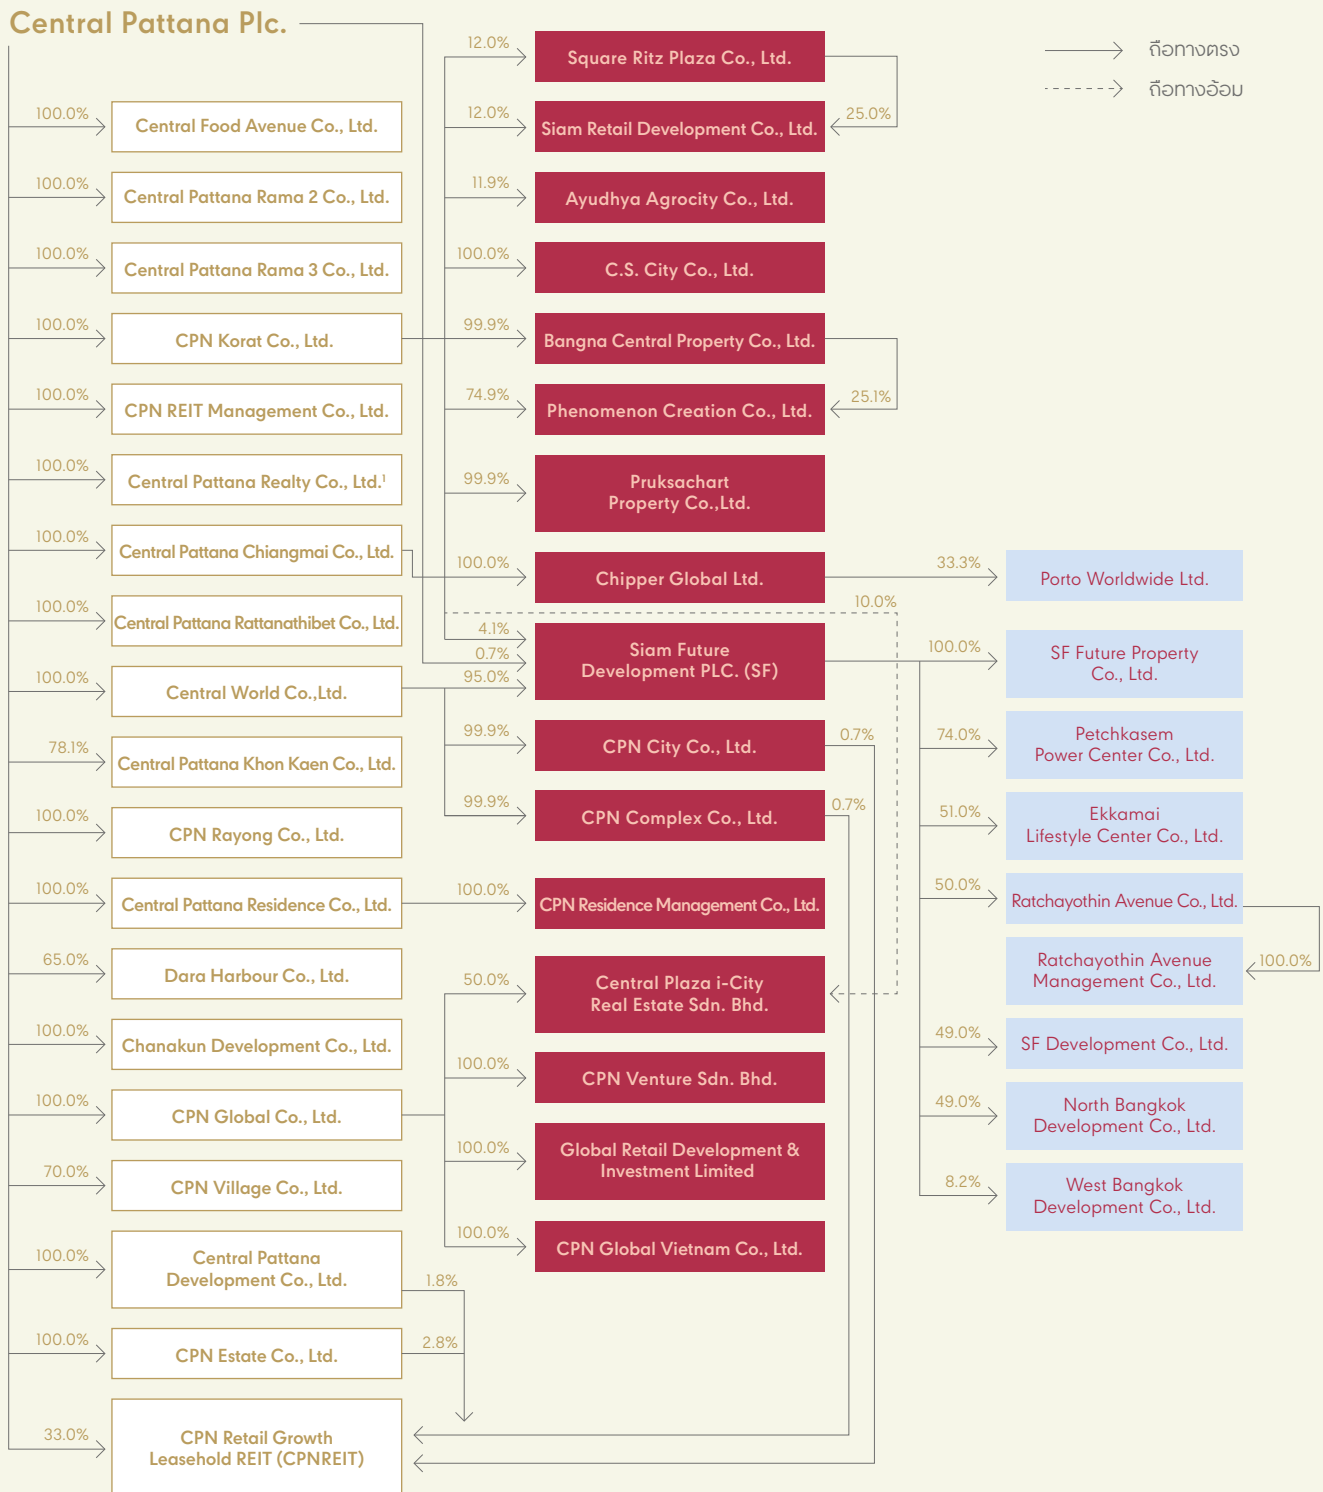 Central Pattana Plc.
100.0%
Central Food Avenue Co., Ltd.
100.0%
Central Pattana Rama 2 Co., Ltd.
100.0%
Central Pattana Rama 3 Co., Ltd.
100.0%
CPN Korat Co., Ltd.
100.0%
CPN REIT Management Co., Ltd.
100.0%
Central Pattana Realty Co., Ltd.¹
100.0%
Central Pattana Chiangmai Co., Ltd.
100.0%
Central Pattana Rattanathibet Co., Ltd.
100.0%
Central World Co.,Ltd.
78.1%
Central Pattana Khon Kaen Co., Ltd.
100.0%
CPN Rayong Co., Ltd.
100.0%
Central Pattana Residence Co., Ltd.
65.0%
Dara Harbour Co., Ltd.
100.0%
Chanakun Development Co., Ltd.
100.0%
CPN Global Co., Ltd.
70.0%
CPN Village Co., Ltd.
100.0%
Central Pattana
Development Co., Ltd.
1.8%
100.0%
CPN Estate Co., Ltd.
2.8%
33.0%
CPN Retail Growth
Leasehold REIT (CPNREIT)
12.0%
Square Ritz Plaza Co., Ltd.
12.0%
Siam Retail Development Co., Ltd.
25.0%
11.9%
Ayudhya Agrocity Co., Ltd.
100.0%
C.S. City Co., Ltd.
99.9%
Bangna Central Property Co., Ltd.
74.9%
Phenomenon Creation Co., Ltd.
25.1%
99.9%
Pruksachart
Property Co.,Ltd.
100.0%
Chipper Global Ltd.
10.0%
4.1%
0.7%
95.0%
Siam Future
Development PLC. (SF)
99.9%
CPN City Co., Ltd.
0.7%
99.9%
CPN Complex Co., Ltd.
0.7%
100.0%
CPN Residence Management Co., Ltd.
50.0%
Central Plaza i-City
Real Estate Sdn. Bhd.
100.0%
CPN Venture Sdn. Bhd.
100.0%
Global Retail Development &
Investment Limited
100.0%
CPN Global Vietnam Co., Ltd.
ถือทางตรง
ถือทางอ้อม
33.3%
Porto Worldwide Ltd.
100.0%
SF Future Property
Co., Ltd.
74.0%
Petchkasem
Power Center Co., Ltd.
51.0%
Ekkamai
Lifestyle Center Co., Ltd.
50.0%
Ratchayothin Avenue Co., Ltd.
Ratchayothin Avenue
Management Co., Ltd.
100.0%
49.0%
SF Development Co., Ltd.
49.0%
North Bangkok
Development Co., Ltd.
8.2%
West Bangkok
Development Co., Ltd.